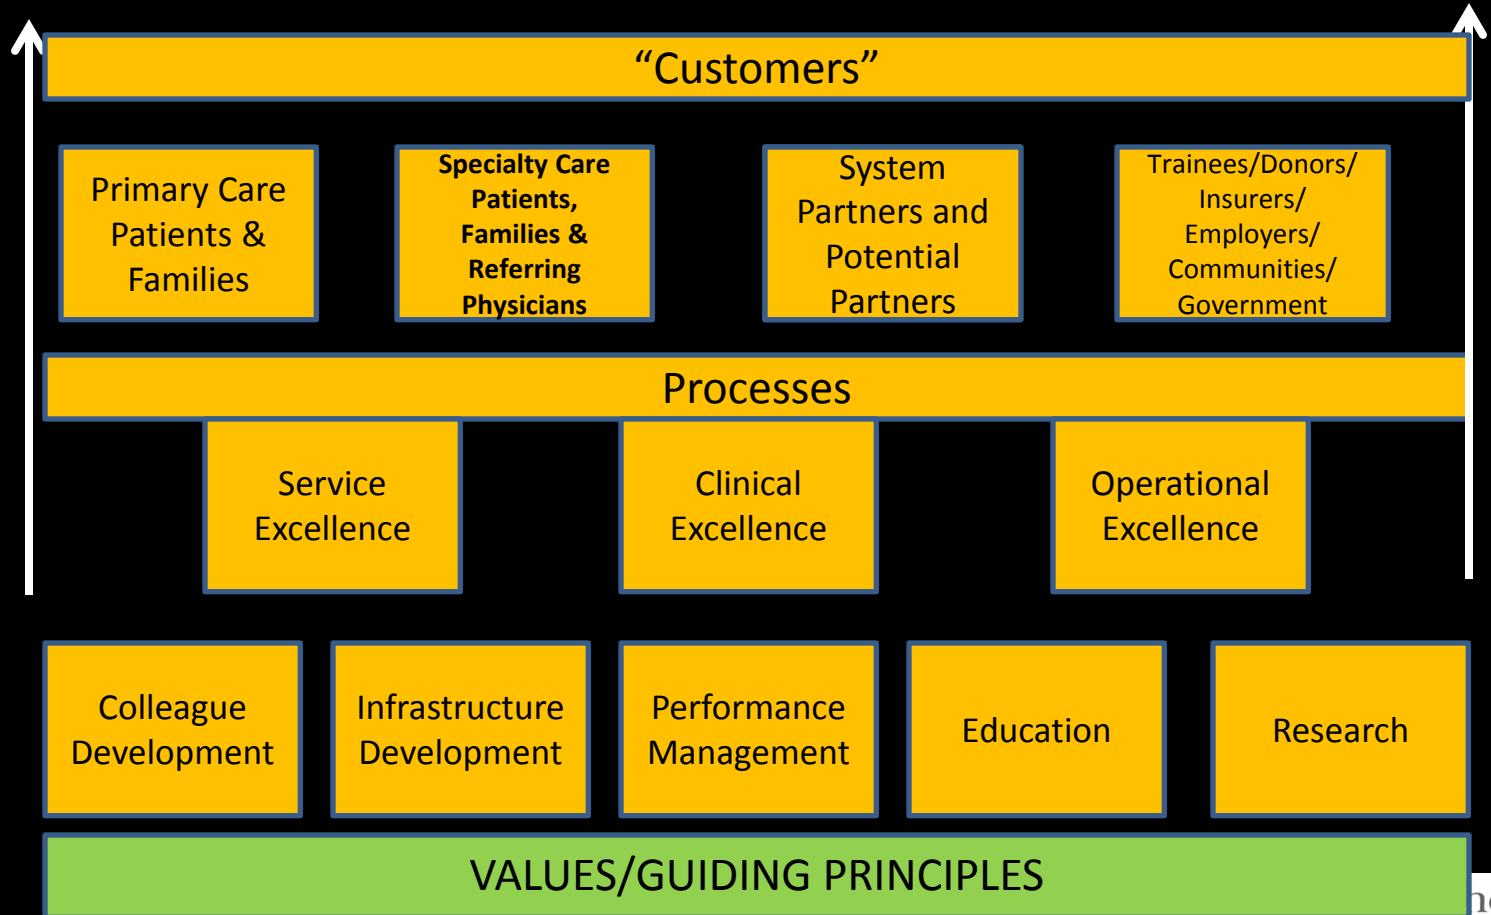 “Customers”
Primary Care
Patients &
Families
Specialty Care
Patients,
Families &
Referring
Physicians
System
Partners and
Potential
Partners
Trainees/Donors/
Insurers/
Employers/
Communities/
Government
Processes
Service
Excellence
Clinical
Excellence
Operational
Excellence
Colleague
Development
Infrastructure
Development
Performance
Management
Education
Research
VALUES/GUIDING PRINCIPLES